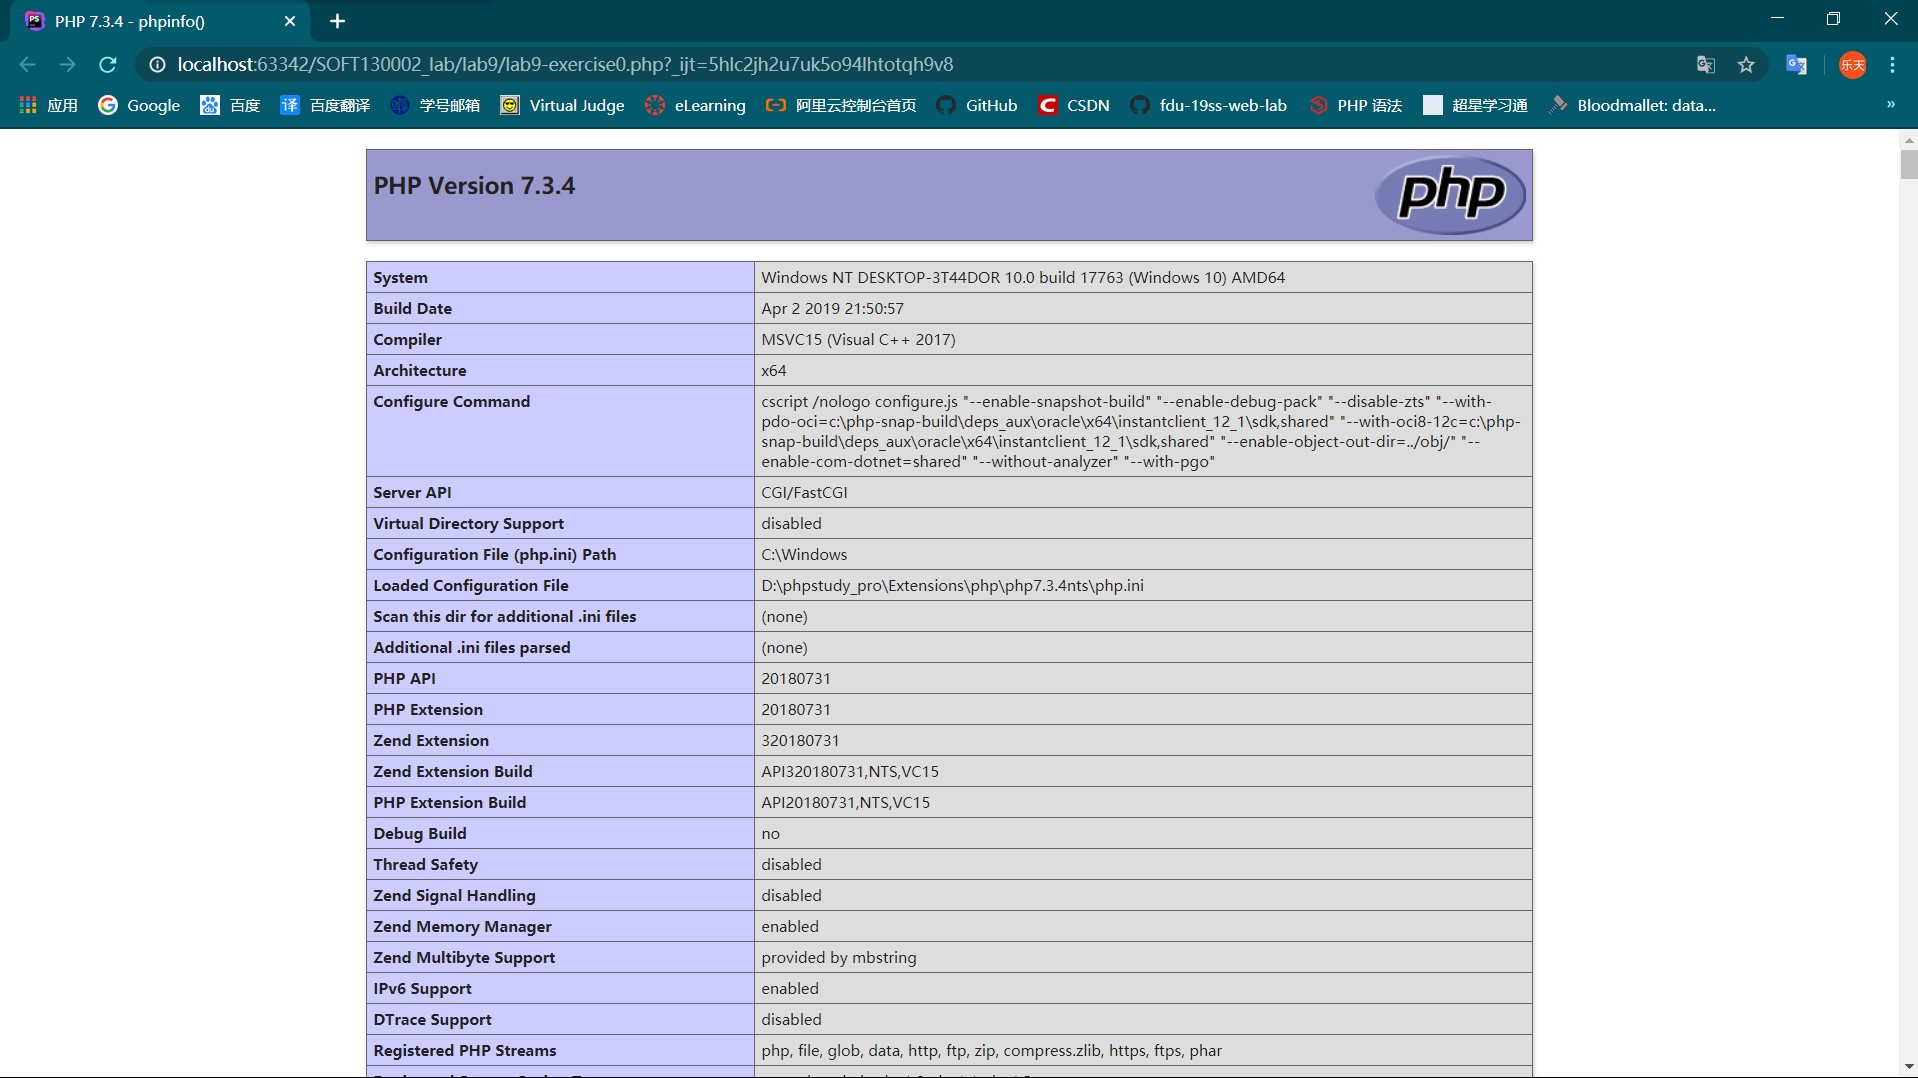 PHP 7.3.4 - phpinfo()
localhost:63342/SOFT130002_lab/lab9/lab9-exercise0.php?_ijt=5hlc2jh2u7uk5o94lhtotqh9v8
乐天
应用 Google 百度 译 百度翻译 学号邮箱 Virtual Judge eLearning 阿里云控制台首页 GitHub C CSDN fdu-19ss-web-lab PHP 语法 超星学习通 Bloodmallet: data... »
PHP Version 7.3.4
php
System Windows NT DESKTOP-3T44DOR 10.0 build 17763 (Windows 10) AMD64
Build Date Apr 2 2019 21:50:57
Compiler MSVC15 (Visual C++ 2017)
Architecture x64
Configure Command cscript /nologo configure.js "--enable-snapshot-build" "--enable-debug-pack" "--disable-zts" "--with-
pdo-oci=c:\php-snap-build\deps_aux\oracle\x64\instantclient_12_1\sdk,shared" "--with-oci8-12c=c:\php-
snap-build\deps_aux\oracle\x64\instantclient_12_1\sdk,shared" "--enable-object-out-dir=../obj/" "--
enable-com-dotnet=shared" "--without-analyzer" "--with-pgo"
Server API CGI/FastCGI
Virtual Directory Support disabled
Configuration File (php.ini) Path C:\Windows
Loaded Configuration File D:\phpstudy_pro\Extensions\php\php7.3.4nts\php.ini
Scan this dir for additional .ini files (none)
Additional .ini files parsed (none)
PHP API 20180731
PHP Extension 20180731
Zend Extension 320180731
Zend Extension Build API320180731,NTS,VC15
PHP Extension Build API20180731,NTS,VC15
Debug Build no
Thread Safety disabled
Zend Signal Handling disabled
Zend Memory Manager enabled
Zend Multibyte Support provided by mbstring
IPv6 Support enabled
DTrace Support disabled
Registered PHP Streams php, file, glob, data, http, ftp, zip, compress.zlib, https, ftps, phar